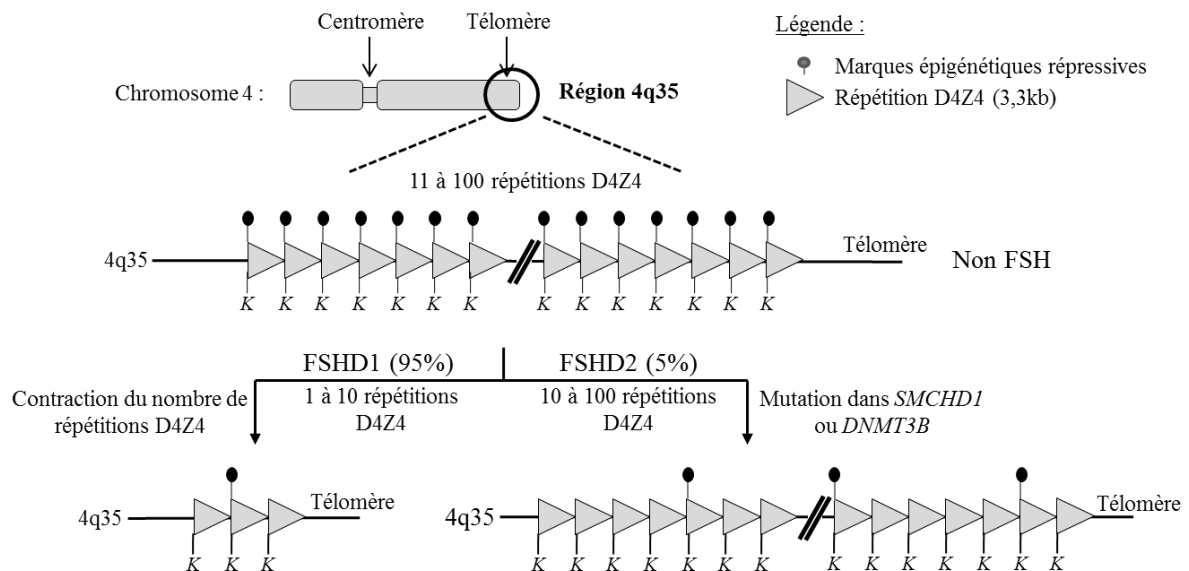 Centromère
Télomère
Légende :
Marques épigénétiques répressives
Répétition D4Z4 (3,3kb)
Chromosome 4 :
Région 4q35
11 à 100 répétitions D4Z4
4q35
Télomère
Non FSH
K K K K K K K K K K K K K K
FSHD1 (95%)
FSHD2 (5%)
Contraction du nombre de
répétitions D4Z4
1 à 10 répétitions
D4Z4
10 à 100 répétitions
D4Z4
Mutation dans SMCHD1
ou DNMT3B
4q35
Télomère
4q35
Télomère
K K K
K K K K K K K K K K K K K K